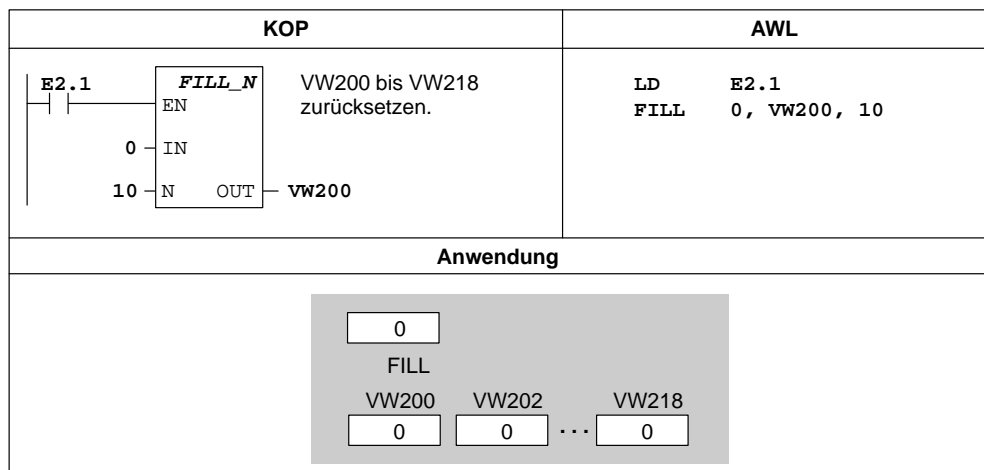 KOP AWL
E2.1 FILL_N VW200 bis VW218 LD E2.1
EN zurücksetzen. FILL 0, VW200, 10
0 IN
10 N OUT VW200
Anwendung
0
FILL
VW200 VW202 VW218
0 0 ... 0